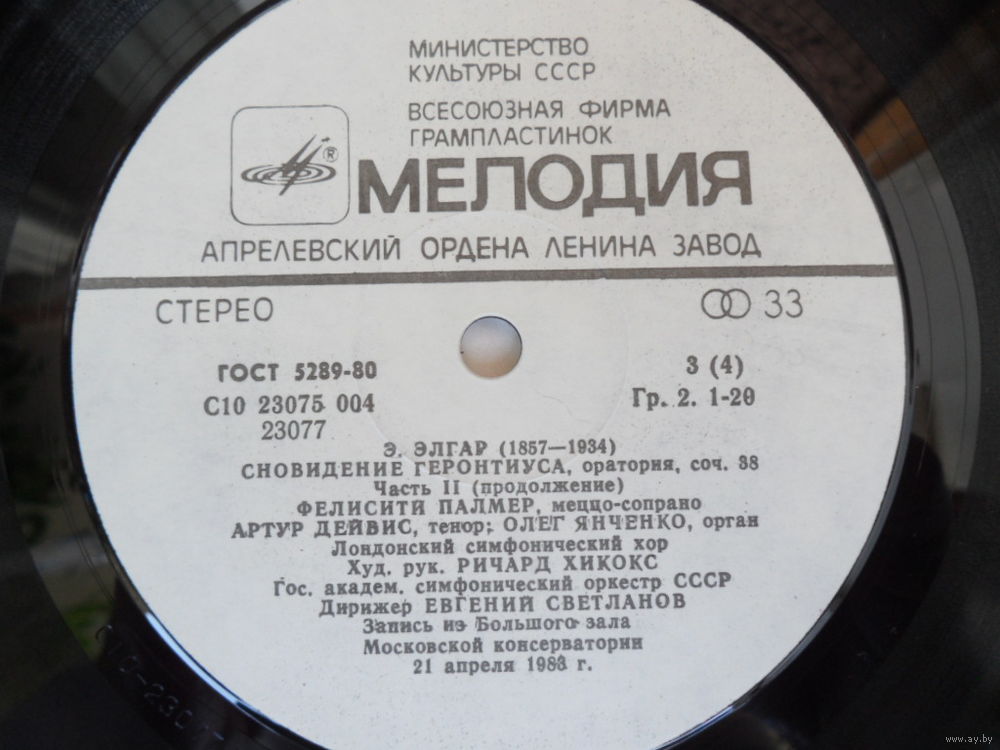 МИНИСТЕРСТВО
КУЛЬТУРЫ СССР
ВСЕСОЮЗНАЯ ФИРМА
ГРАМПЛАСТИНОК
®
МЕЛОДИЯ
АПРЕЛЕВСКИЙ ОРДЕНА ЛЕНИНА ЗАВОД
СТЕРЕО 33
ГОСТ 5289-80 3 (4)
С10 23075 004 Гр. 2. 1-20
23077
Э. ЭЛГАР (1857—1934)
СНОВИДЕНИЕ ГЕРОНТИУСА, оратория, соч. 38
Часть II (продолжение)
ФЕЛИСИТИ ПАЛМЕР, меццо-сопрано
АРТУР ДЕЙВИС, тенор; ОЛЕГ ЯНЧЕНКО, орган
Лондонский симфонический хор
Худ. рук. РИЧАРД ХИКОКС
Гос. академ. симфонический оркестр СССР
Дирижер ЕВГЕНИЙ СВЕТЛАНОВ
Запись из Большого зала
Московской консерватории
21 апреля 1983 г.
www.ay.by